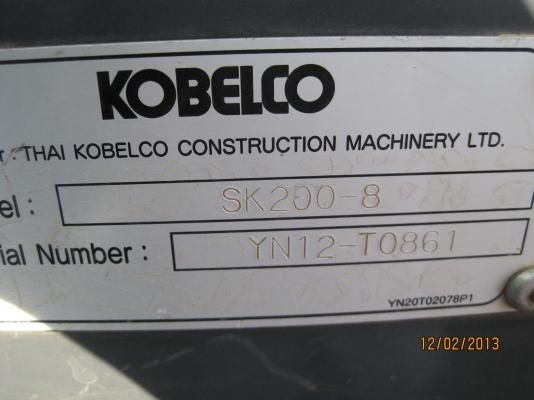 KOBELCO
r : THAI KOBELCO CONSTRUCTION MACHINERY LTD.
el : SK200-8
ial Number : YN12-T0861
YN20T02078P1
12/02/2013